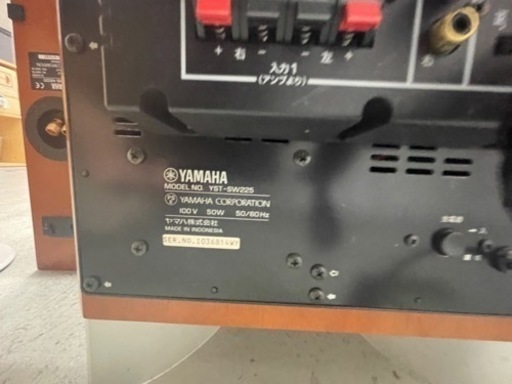 + 右 - - 左 +
入力1
(アンプより)
YAMAHA
MODEL NO. YST-SW225
YAMAHA CORPORATION
100V 50W 50/60Hz
ヤマハ株式会社
MADE IN INDONESIA
SER.NO.I036814WY